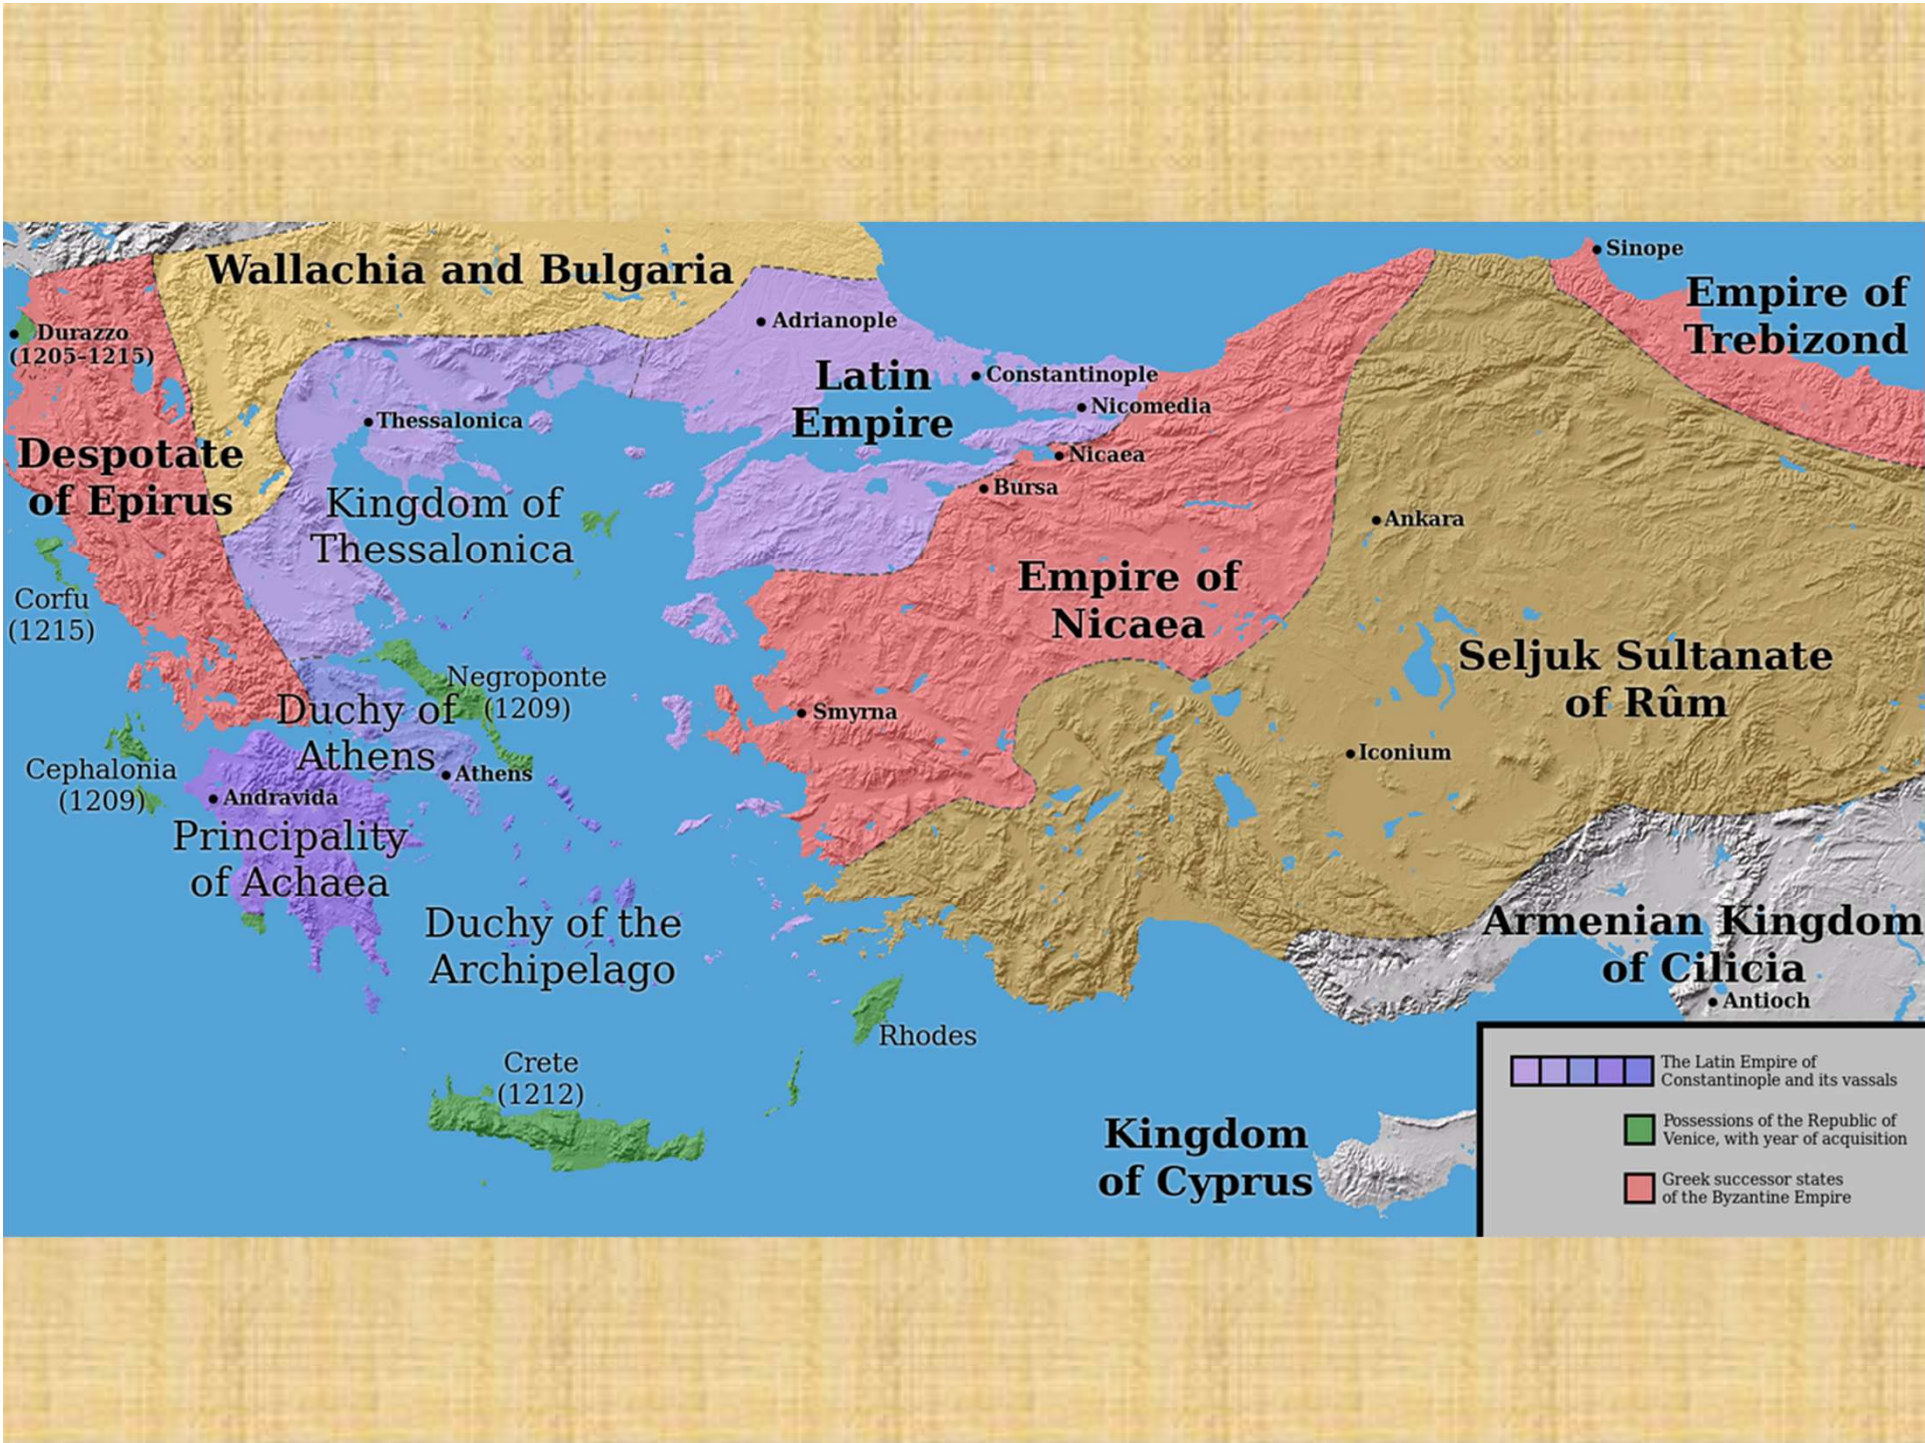 Wallachia and Bulgaria
Sinope
Empire of
Trebizond
Durazzo
(1205-1215)
Adrianople
Latin
Empire
Constantinople
Nicomedia
Thessalonica
Nicaea
Despotate
of Epirus
Kingdom of
Thessalonica
Bursa
Ankara
Empire of
Nicaea
Corfu
(1215)
Seljuk Sultanate
of Rûm
Negroponte
(1209)
Duchy of
Athens
Smyrna
Iconium
Cephalonia
(1209)
Athens
Andravida
Principality
of Achaea
Duchy of the
Archipelago
Armenian Kingdom
of Cilicia
Antioch
Rhodes
Crete
(1212)
Kingdom
of Cyprus
The Latin Empire of
Constantinople and its vassals
Possessions of the Republic of
Venice, with year of acquisition
Greek successor states
of the Byzantine Empire